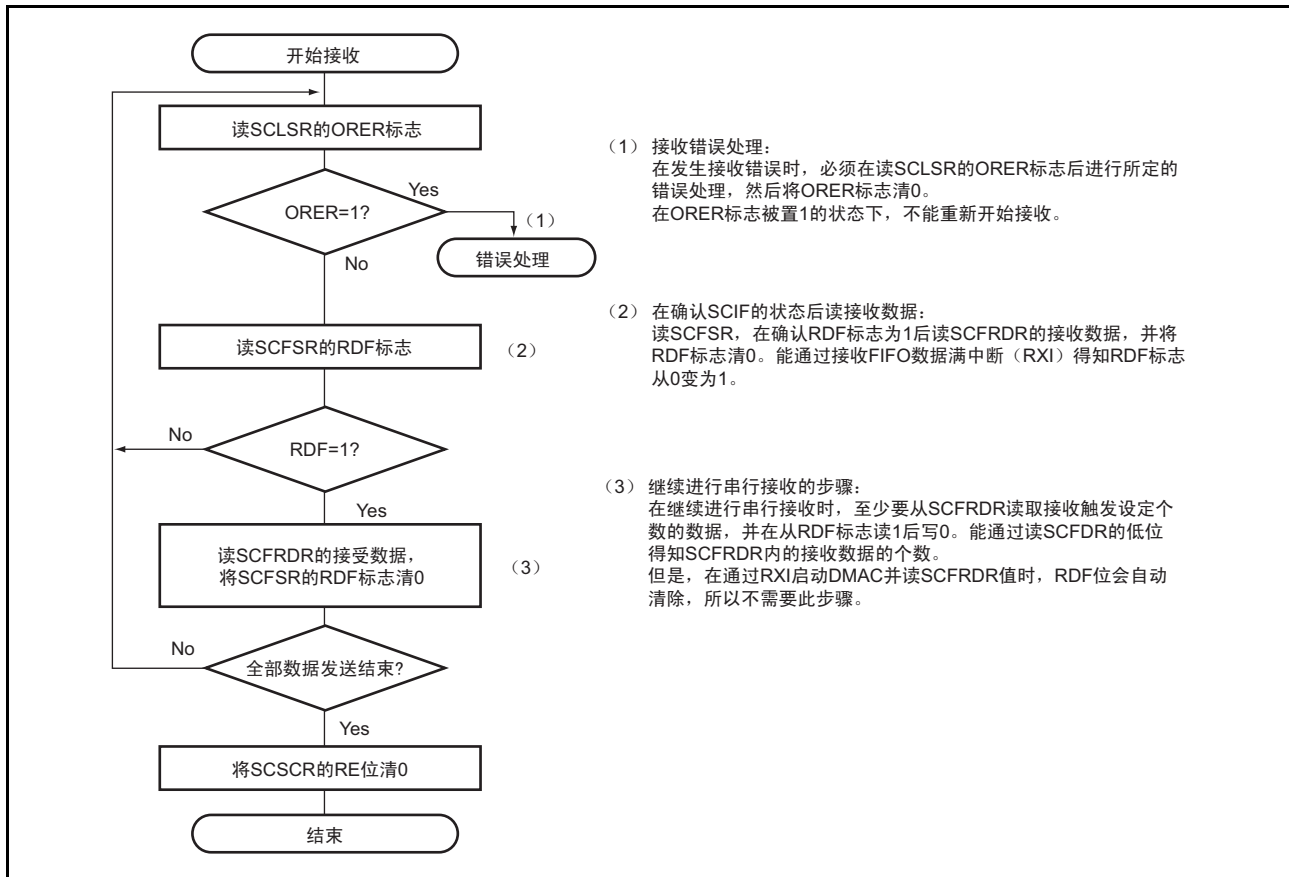 开始接收
读SCLSR的ORER标志
ORER=1?
Yes
（1）
错误处理
No
读SCFSR的RDF标志
（2）
No
RDF=1?
Yes
读SCFRDR的接受数据，
将SCFSR的RDF标志清0
（3）
No
全部数据发送结束?
Yes
将SCSCR的RE位清0
结束
（1） 接收错误处理：
在发生接收错误时，必须在读SCLSR的ORER标志后进行所定的
错误处理，然后将ORER标志清0。
在ORER标志被置1的状态下，不能重新开始接收。
（2） 在确认SCIF的状态后读接收数据：
读SCFSR，在确认RDF标志为1后读SCFRDR的接收数据，并将
RDF标志清0。能通过接收FIFO数据满中断（RXI）得知RDF标志
从0变为1。
（3） 继续进行串行接收的步骤：
在继续进行串行接收时，至少要从SCFRDR读取接收触发设定个
数的数据，并在从RDF标志读1后写0。能通过读SCFDR的低位
得知SCFRDR内的接收数据的个数。
但是，在通过RXI启动DMAC并读SCFRDR值时，RDF位会自动
清除，所以不需要此步骤。